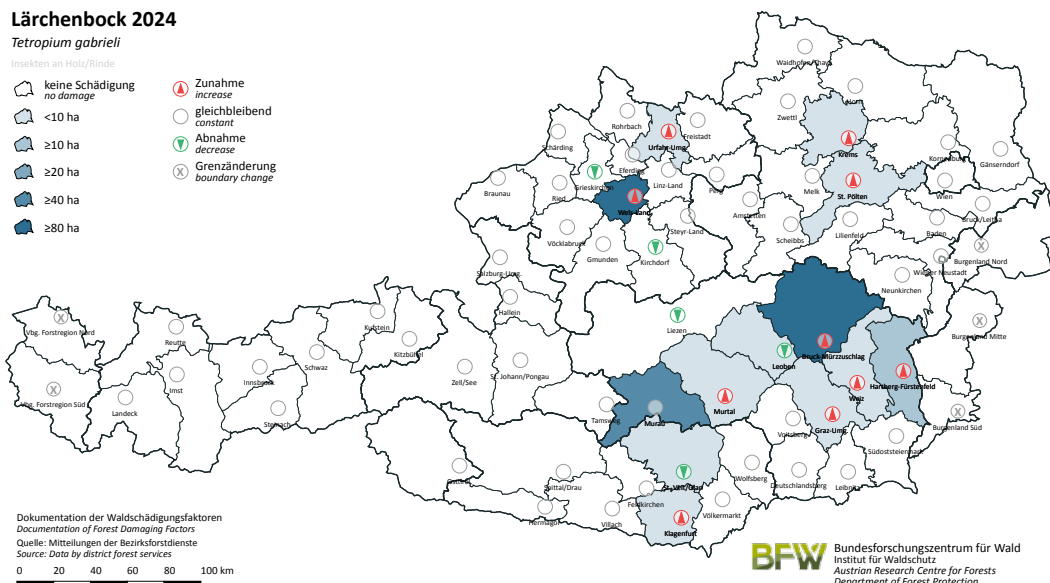 Lärchenbock 2024
Tetropium gabrieli
Insekten an Holz/Rinde
keine Schädigung
no damage
<10 ha
≥10 ha
≥20 ha
≥40 ha
≥80 ha
Zunahme
increase
gleichbleibend
constant
Abnahme
decrease
Grenzänderung
boundary change
Waidhofen/Thaya
Horn
Zwettl
Krems
Korneuburg
Gänserndorf
Rohrbach
Freistadt
Urfahr-Umg.
Schärding
Eferding
Grieskirchen
Linz-Land
Perg
Braunau
Ried
Wels-Land
Steyr-Land
Amstetten
Melk
St. Pölten
Wien
Bruck/Leitha
Vöcklabruck
Gmunden
Kirchdorf
Scheibbs
Lilienfeld
Baden
Burgenland Nord
Wiener Neustadt
Salzburg-Umg.
Neunkirchen
Hallein
Liezen
Burgenland Mitte
Vbg. Forstregion Nord
Reutte
Kufstein
Kitzbühel
Bruck-Mürzzuschlag
Leoben
Schwaz
Innsbruck
Imst
Zell/See
St. Johann/Pongau
Hartberg-Fürstenfeld
Weiz
Vbg. Forstregion Süd
Landeck
Steinach
Tamsweg
Murau
Murtal
Graz-Umg.
Voitsberg
Burgenland Süd
Südoststeiermark
Osttirol
Spittal/Drau
St. Veit/Glan
Wolfsberg
Deutschlandsberg
Leibnitz
Feldkirchen
Hermagor
Villach
Völkermarkt
Klagenfurt
Dokumentation der Waldschädigungsfaktoren
Documentation of Forest Damaging Factors
Quelle: Mitteilungen der Bezirksforstdienste
Source: Data by district forest services
0 20 40 60 80 100 km
BFW
Bundesforschungszentrum für Wald
Institut für Waldschutz
Austrian Research Centre for Forests
Department of Forest Protection